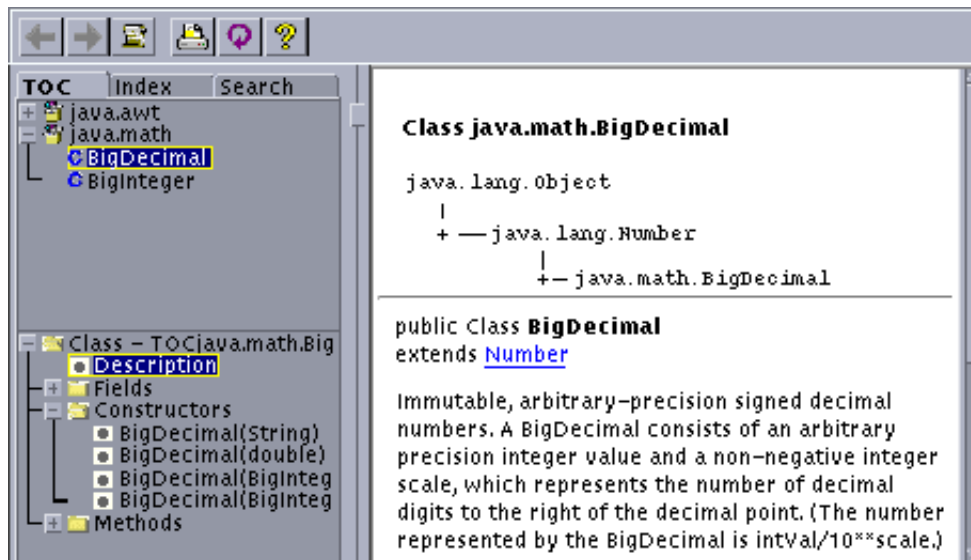 TOC Index Search
java.awt
java.math
BigDecimal
BigInteger
Class – TOCjava.math.Big
Description
Fields
Constructors
BigDecimal(String)
BigDecimal(double)
BigDecimal(BigInteg
BigDecimal(BigInteg
Methods
Class java.math.BigDecimal
java.lang.Object
|
+ —java.lang.Number
|
+— java.math.BigDecimal
public Class BigDecimal
extends Number
Immutable, arbitrary–precision signed decimal
numbers. A BigDecimal consists of an arbitrary
precision integer value and a non–negative integer
scale, which represents the number of decimal
digits to the right of the decimal point. (The number
represented by the BigDecimal is intVal/10**scale.)